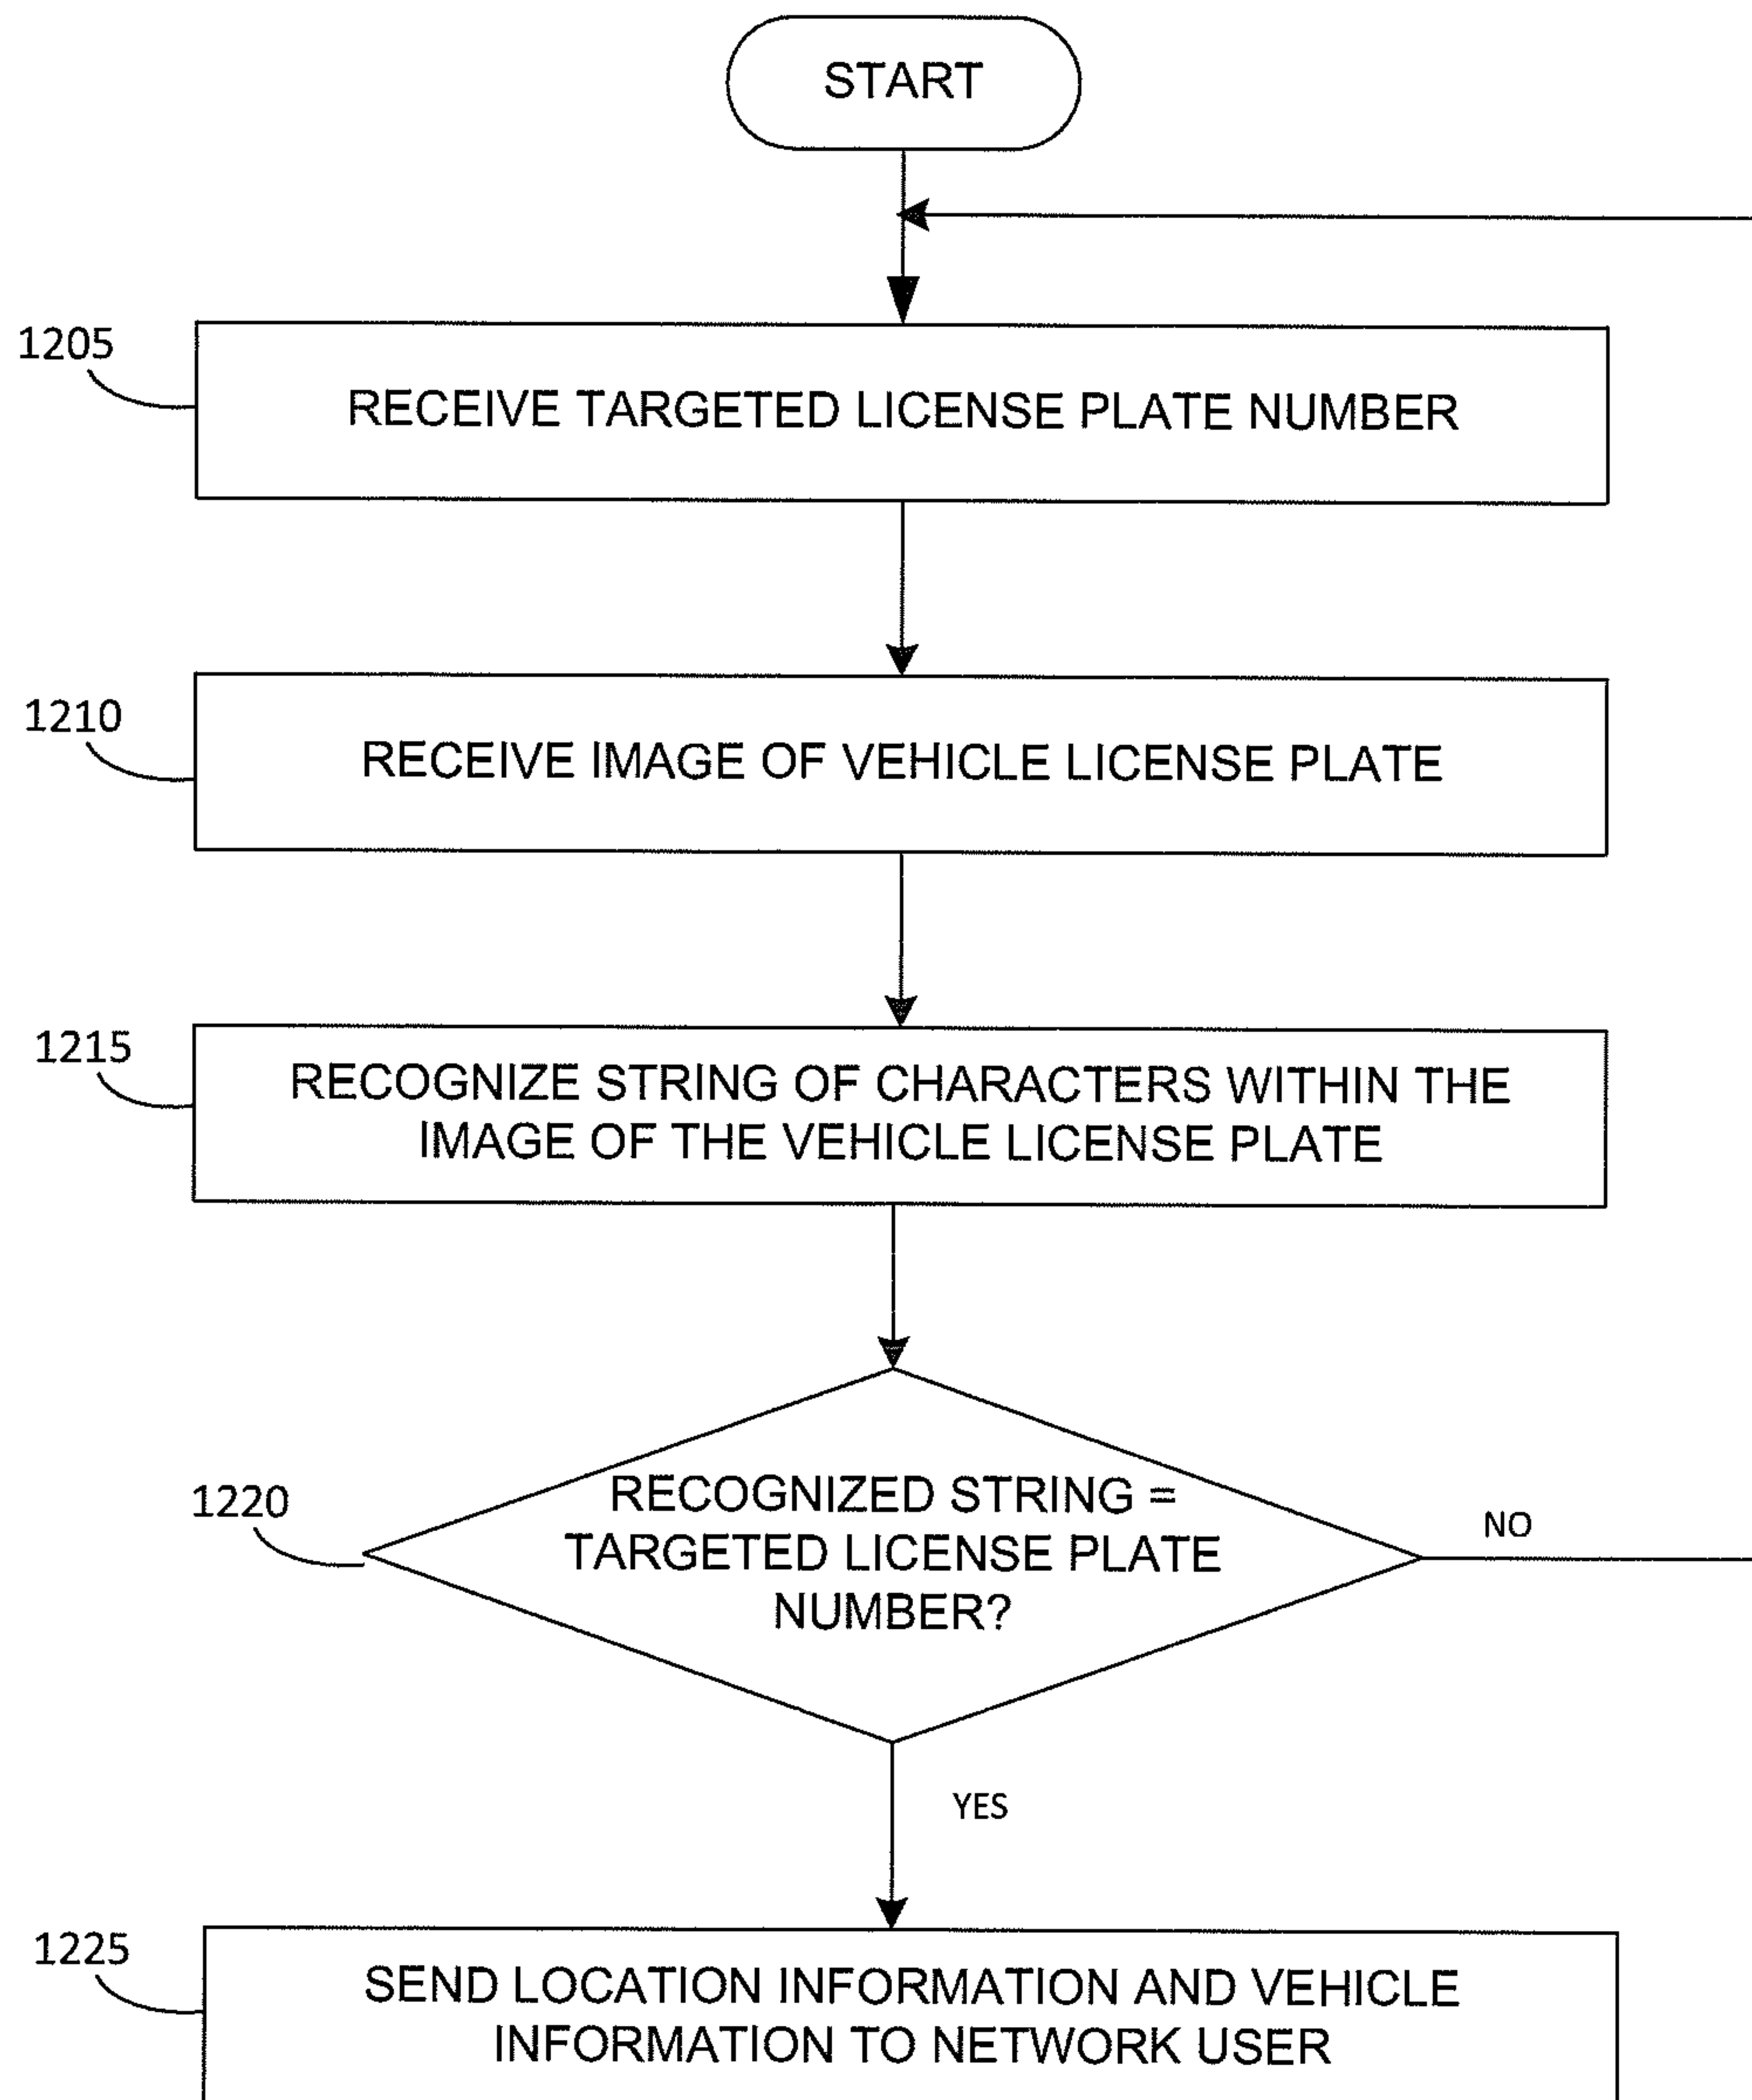 START
1205
RECEIVE TARGETED LICENSE PLATE NUMBER
1210
RECEIVE IMAGE OF VEHICLE LICENSE PLATE
1215
RECOGNIZE STRING OF CHARACTERS WITHIN THE
IMAGE OF THE VEHICLE LICENSE PLATE
1220
RECOGNIZED STRING =
TARGETED LICENSE PLATE
NUMBER?
NO
YES
1225
SEND LOCATION INFORMATION AND VEHICLE
INFORMATION TO NETWORK USER